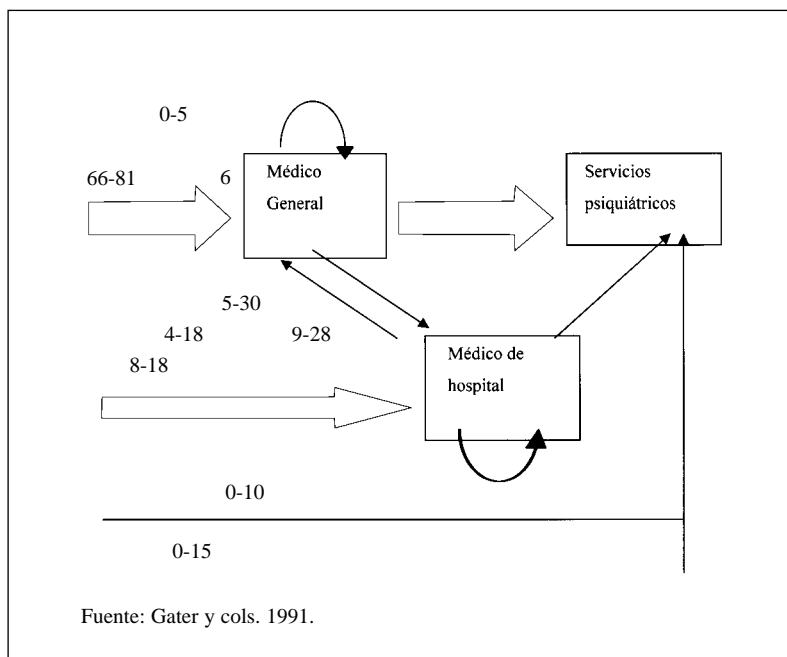 0-5
66-81
6
Médico
General
Servicios
psiquiátricos
5-30
4-18
9-28
8-18
Médico de
hospital
0-10
0-15
Fuente: Gater y cols. 1991.